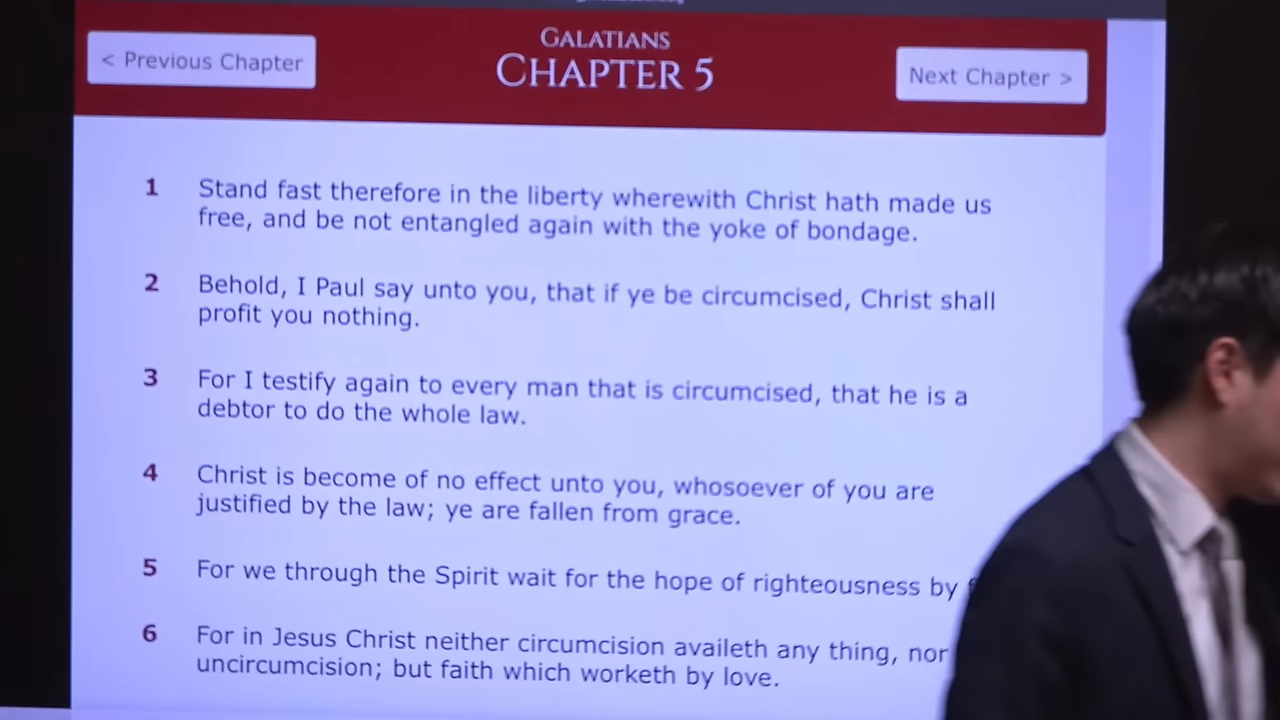 < Previous Chapter
GALATIANS
CHAPTER 5
Next Chapter >
1 Stand fast therefore in the liberty wherewith Christ hath made us
free, and be not entangled again with the yoke of bondage.
2 Behold, I Paul say unto you, that if ye be circumcised, Christ shall
profit you nothing.
3 For I testify again to every man that is circumcised, that he is a
debtor to do the whole law.
4 Christ is become of no effect unto you, whosoever of you are
justified by the law; ye are fallen from grace.
5 For we through the Spirit wait for the hope of righteousness by
6 For in Jesus Christ neither circumcision availeth any thing, nor
uncircumcision; but faith which worketh by love.